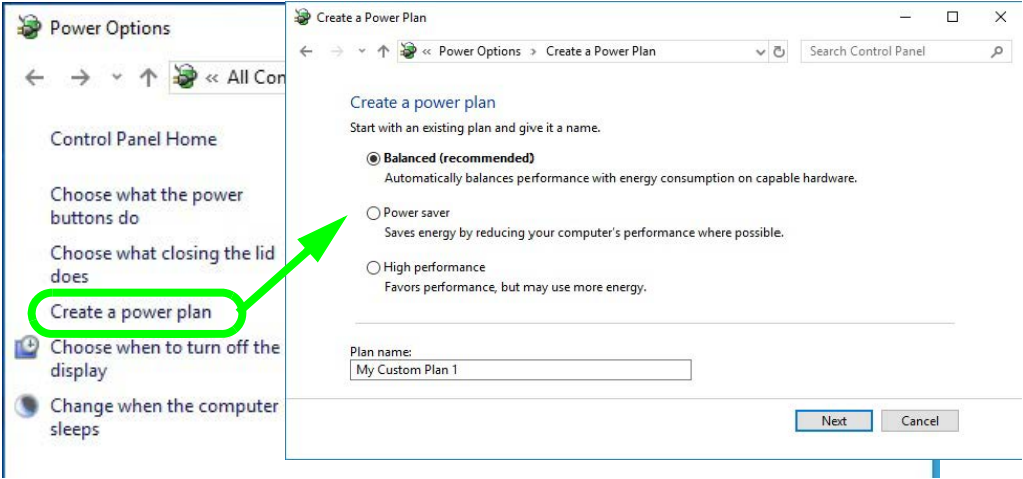 Power Options
« All Con
Control Panel Home
Choose what the power
buttons do
Choose what closing the lid
does
Create a power plan
Choose when to turn off the
display
Change when the computer
sleeps
Create a Power Plan
« Power Options › Create a Power Plan
Search Control Panel
Create a power plan
Start with an existing plan and give it a name.
Balanced (recommended)
Automatically balances performance with energy consumption on capable hardware.
Power saver
Saves energy by reducing your computer's performance where possible.
High performance
Favors performance, but may use more energy.
Plan name:
My Custom Plan 1
Next Cancel